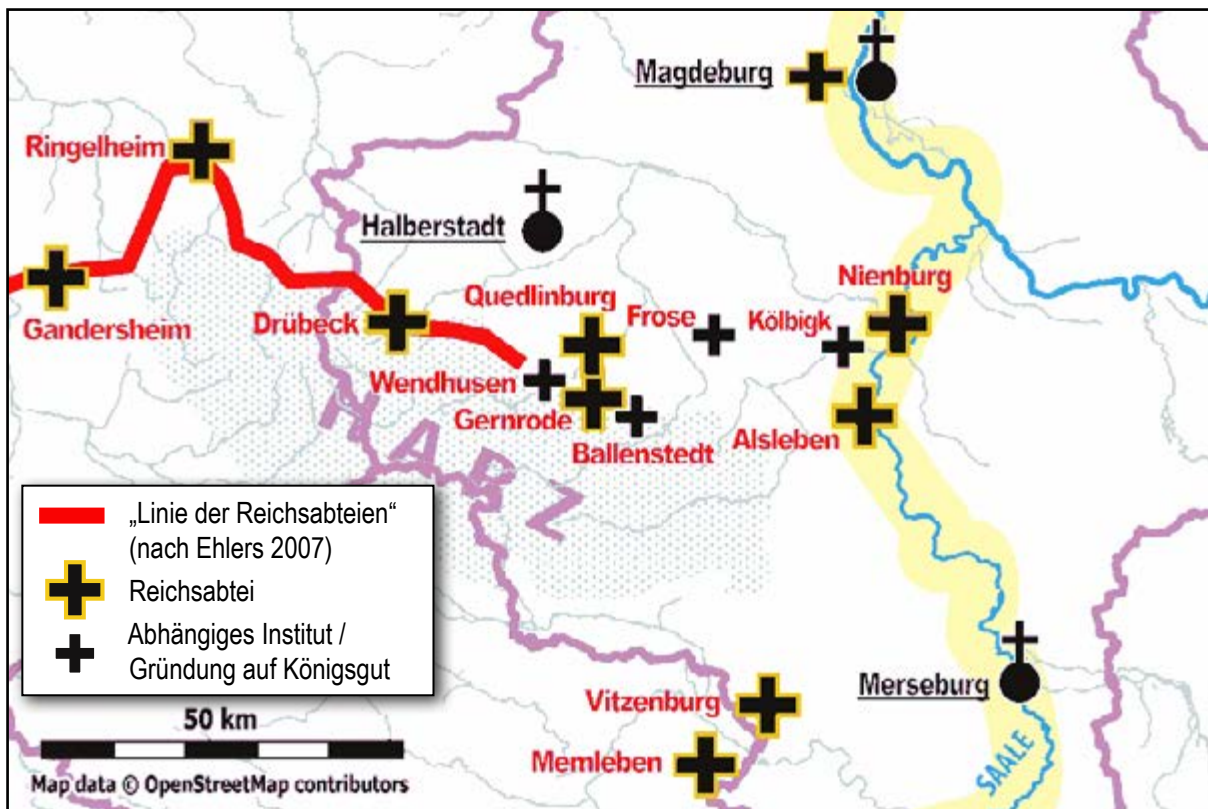 Magdeburg
Ringelheim
Halberstadt
Nienburg
Quedlinburg
Frose
Kölbigk
Gandersheim
Drübeck
Wendhusen
Gernrode
Ballenstedt
Alsleben
HARZ
„Linie der Reichsabteien“
(nach Ehlers 2007)
Reichsabtei
Abhängiges Institut /
Gründung auf Königsgut
Vitzenburg
Merseburg
Memleben
SAALE
50 km
Map data © OpenStreetMap contributors